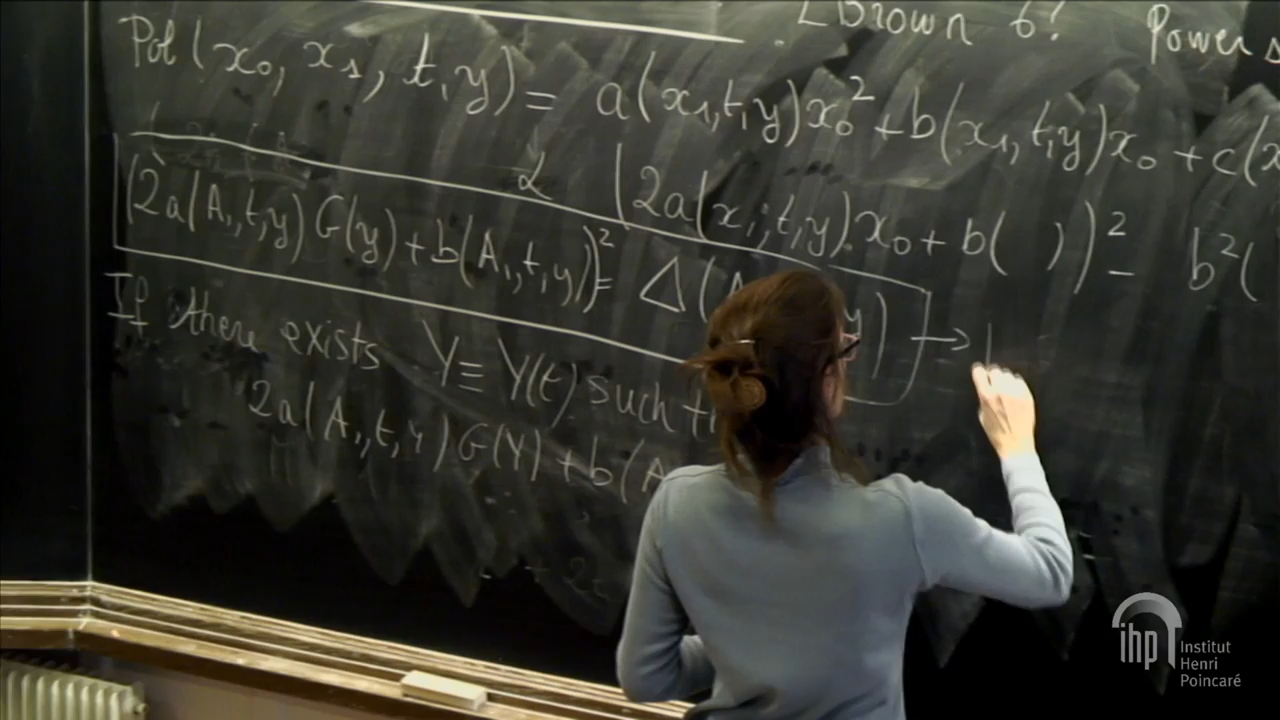 Brown 6? Power s
Pol(x₀, x₁, t, y) = a(x₁,t,y)x₀² + b(x₁,t,y)x₀ + c(x
(2a(x₁,t,y)x₀ + b( ))² - b²(
(2a(A₁,t,y)G(y) + b(A₁,t,y))² = Δ(A y) →
If there exists Y ≡ Y(t) such th
2a(A₁,t,Y)G(Y) + b(A
ihp Institut
Henri
Poincaré